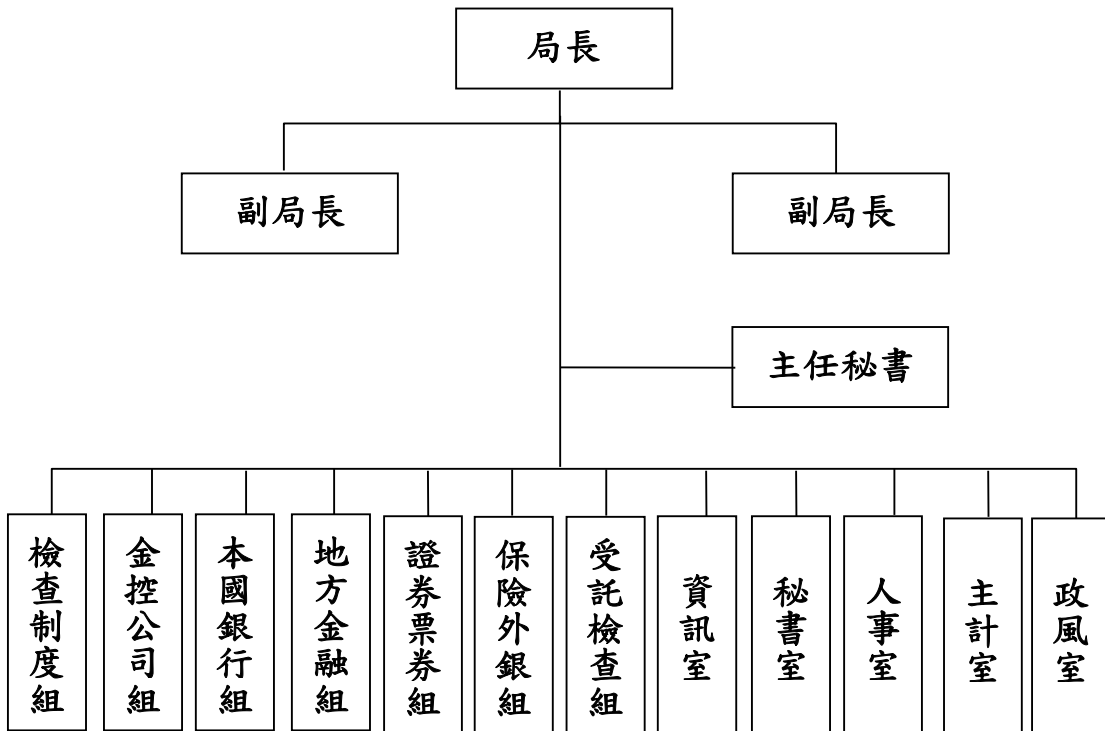 局長
副局長
副局長
主任秘書
檢查制度組
金控公司組
本國銀行組
地方金融組
證券票券組
保險外銀組
受託檢查組
資訊室
秘書室
人事室
主計室
政風室